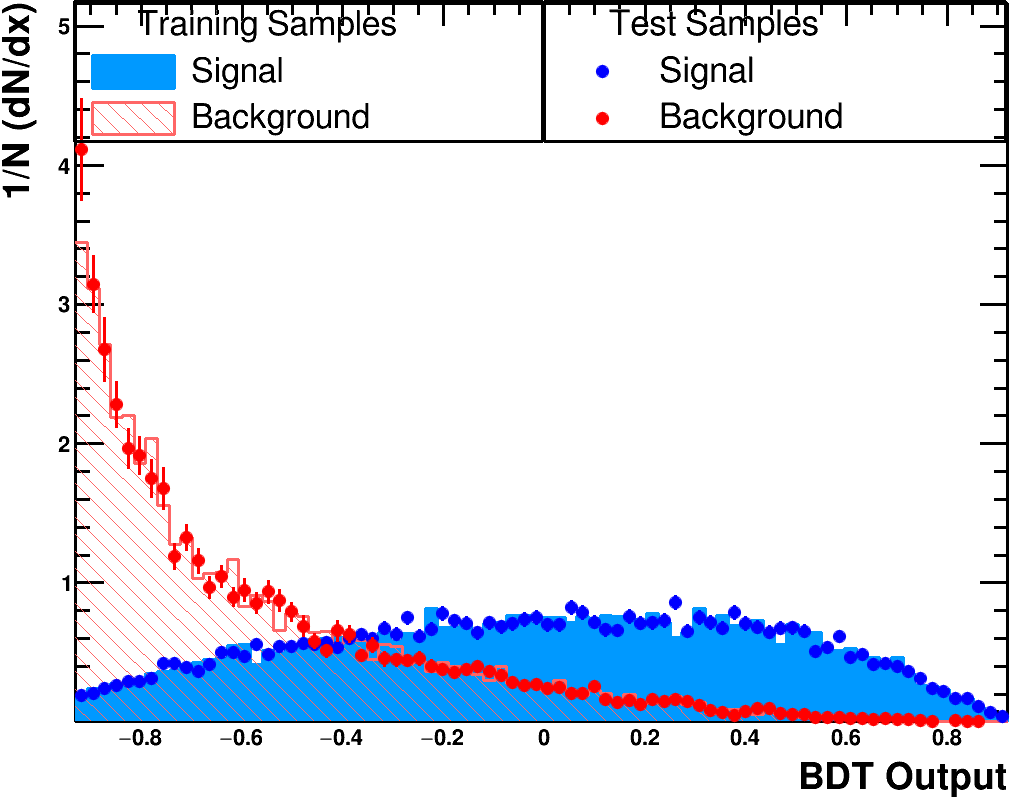 1/N (dN/dx)
Training Samples
Signal
Background
Test Samples
Signal
Background
5
4
3
2
1
−0.8 −0.6 −0.4 −0.2 0 0.2 0.4 0.6 0.8
BDT Output